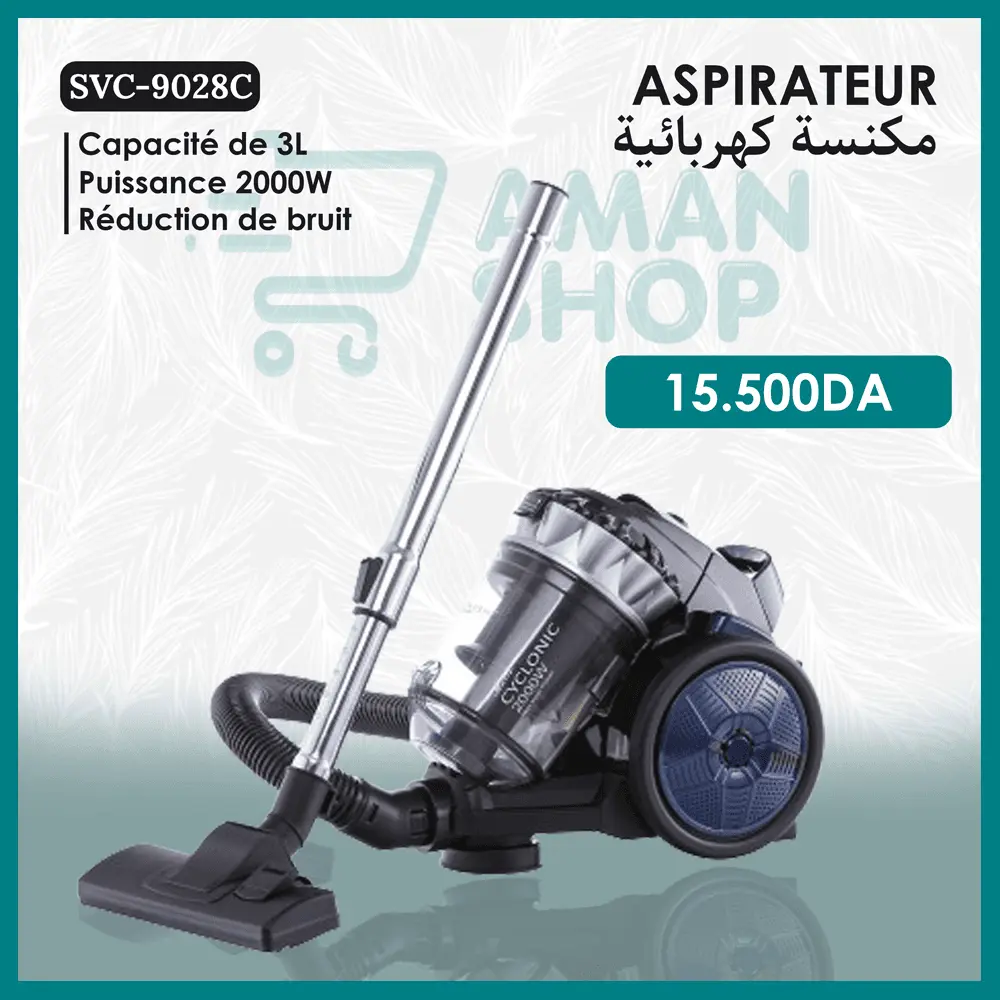 SVC-9028C
Capacité de 3L
Puissance 2000W
Réduction de bruit
ASPIRATEUR
مكنسة كهربائية
AMAN
SHOP
15.500DA
CYCLONIC
2000W